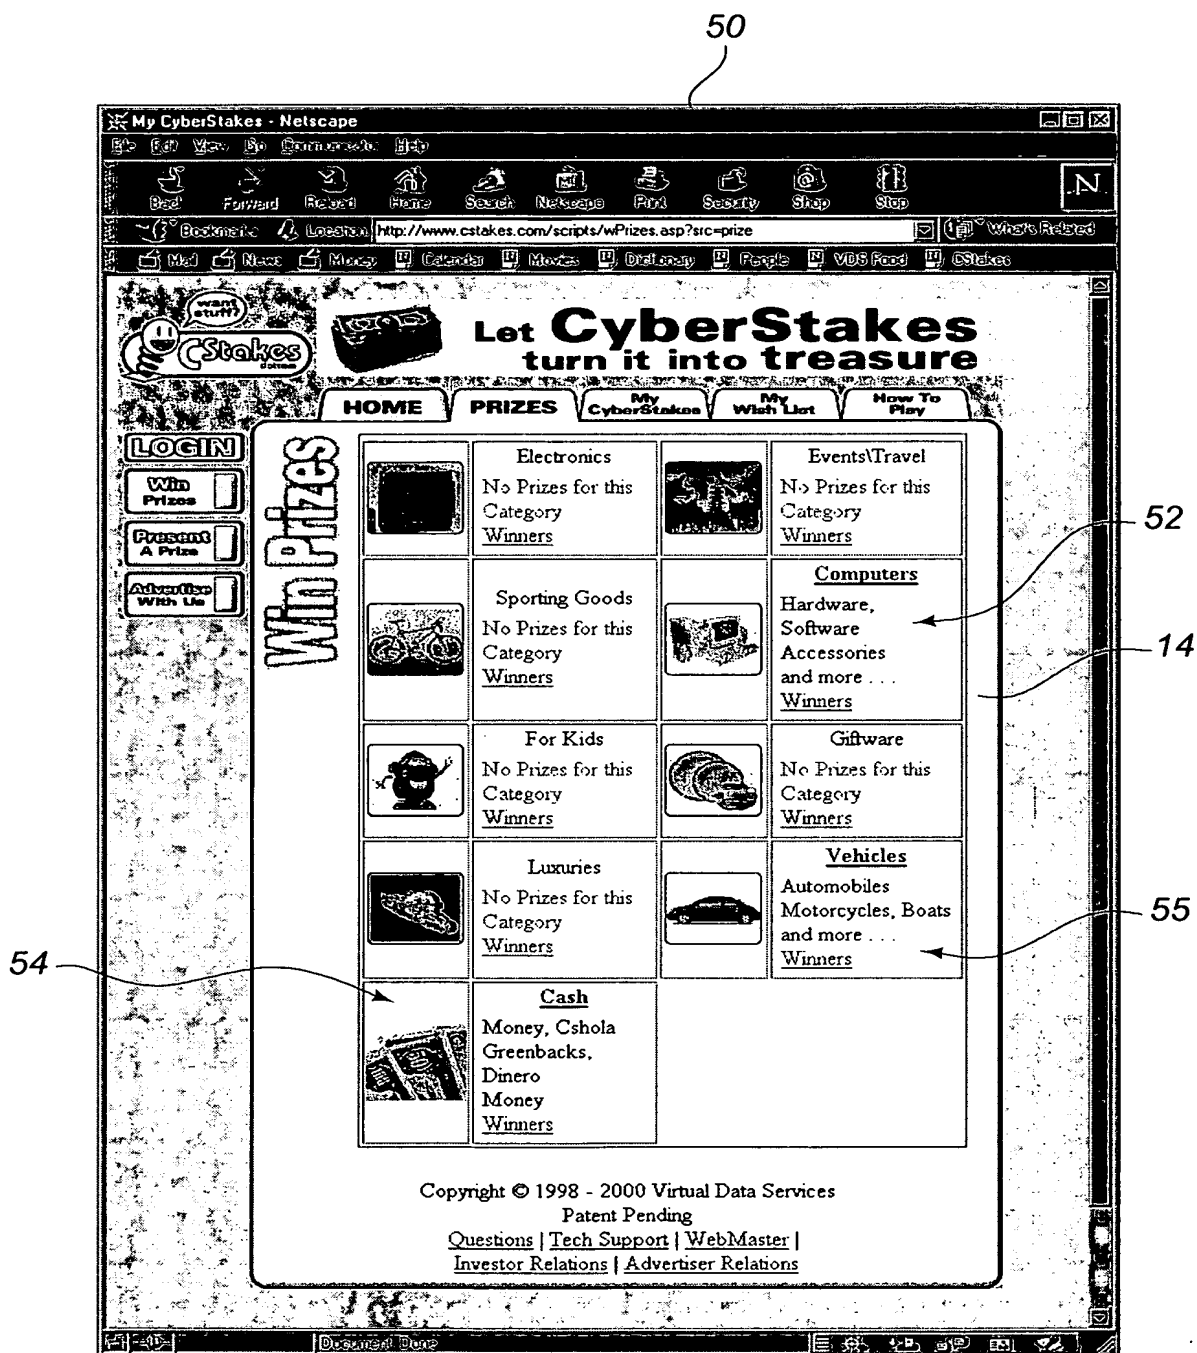 50
My CyberStakes - Netscape
File Edit View Go Communicator Help
Back Forward Reload Home Search Netscape Print Security Shop Stop
N
Bookmarks Location: http://www.cstakes.com/scripts/wPrizes.asp?src=prize What's Related
Mail News Money Calendar Movies Dictionary People VDS Food CStakes
want stuff?
CStakes
Let CyberStakes
turn it into treasure
HOME PRIZES My CyberStakes My Wish List How To Play
LOGIN
Win Prizes
Present A Prize
Advertise With Us
Win Prizes
Electronics
No Prizes for this
Category
Winners
Events\Travel
No Prizes for this
Category
Winners
52
Sporting Goods
No Prizes for this
Category
Winners
Computers
Hardware,
Software
Accessories
and more . . .
Winners
14
For Kids
No Prizes for this
Category
Winners
Giftware
No Prizes for this
Category
Winners
Luxuries
No Prizes for this
Category
Winners
Vehicles
Automobiles
Motorcycles, Boats
and more . . .
Winners
55
54
Cash
Money, Cshola
Greenbacks,
Dinero
Money
Winners
Copyright © 1998 - 2000 Virtual Data Services
Patent Pending
Questions | Tech Support | WebMaster |
Investor Relations | Advertiser Relations
Document: Done